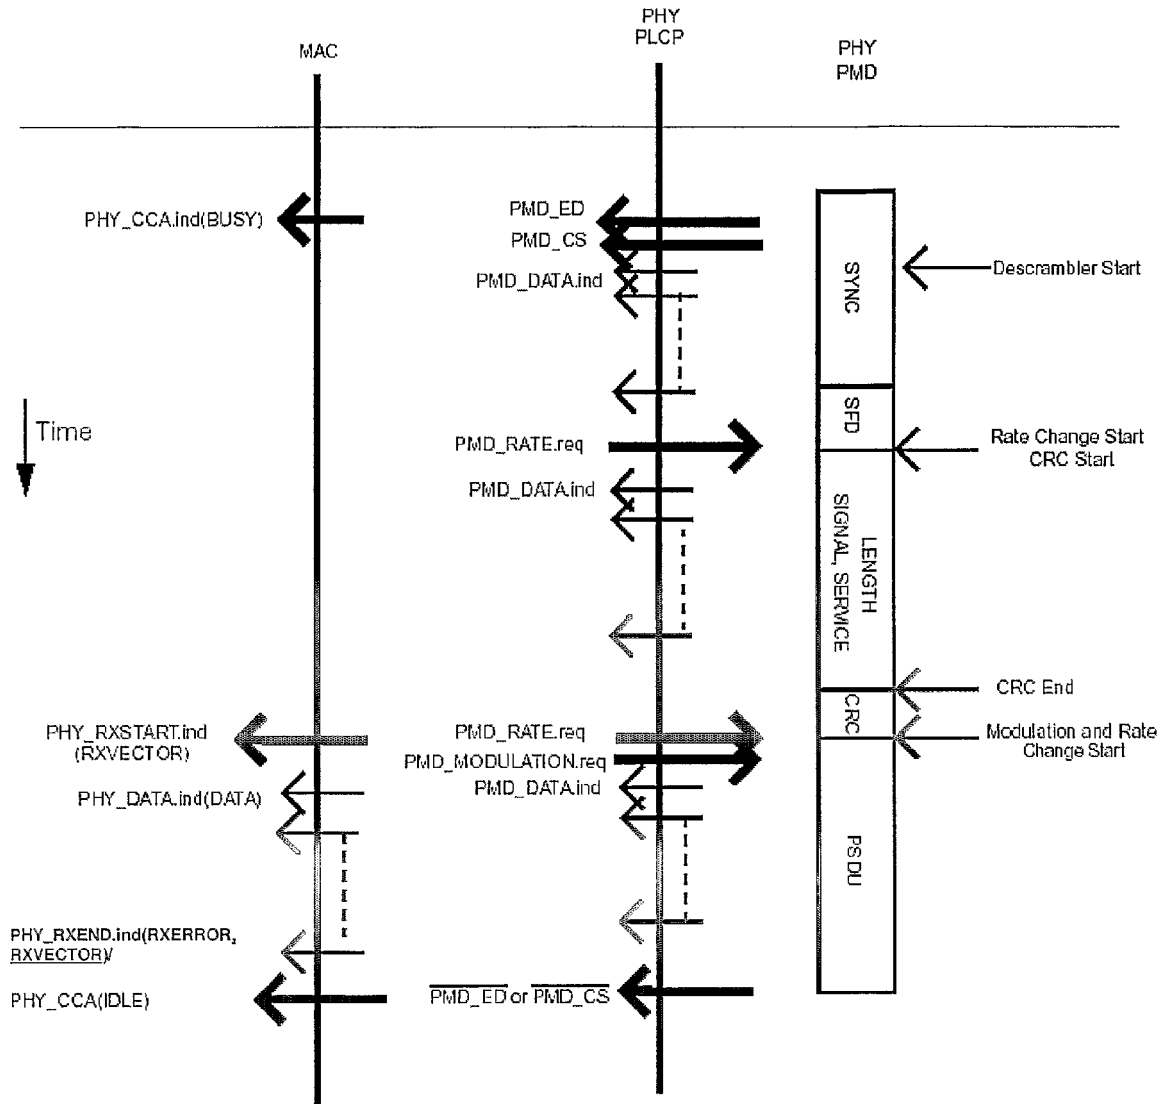 MAC
PHY
PLCP
PHY
PMD
PHY_CCA.ind(BUSY)
PMD_ED
PMD_CS
PMD_DATA.ind
SYNC
Descrambler Start
Time
SFD
PMD_RATE.req
Rate Change Start
CRC Start
PMD_DATA.ind
LENGTH
SIGNAL, SERVICE
CRC End
CRC
PHY_RXSTART.ind
(RXVECTOR)
PMD_RATE.req
PMD_MODULATION.req
Modulation and Rate
Change Start
PMD_DATA.ind
PHY_DATA.ind(DATA)
PSDU
PHY_RXEND.ind(RXERROR,
RXVECTOR)/
PHY_CCA(IDLE)
PMD_ED or PMD_CS